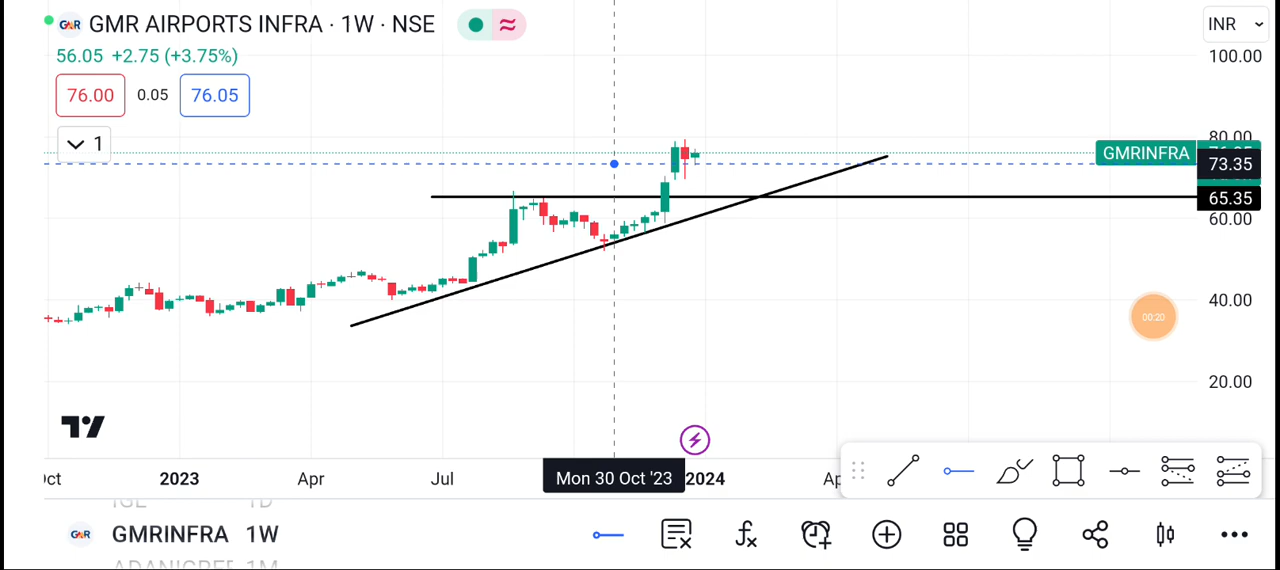 GMR AIRPORTS INFRA · 1W · NSE
INR
56.05 +2.75 (+3.75%)
100.00
76.00 0.05 76.05
1
80.00
GMRINFRA
73.35
65.35
60.00
40.00
00:20
20.00
2023 Apr Jul Mon 30 Oct '23 2024
GMRINFRA 1W